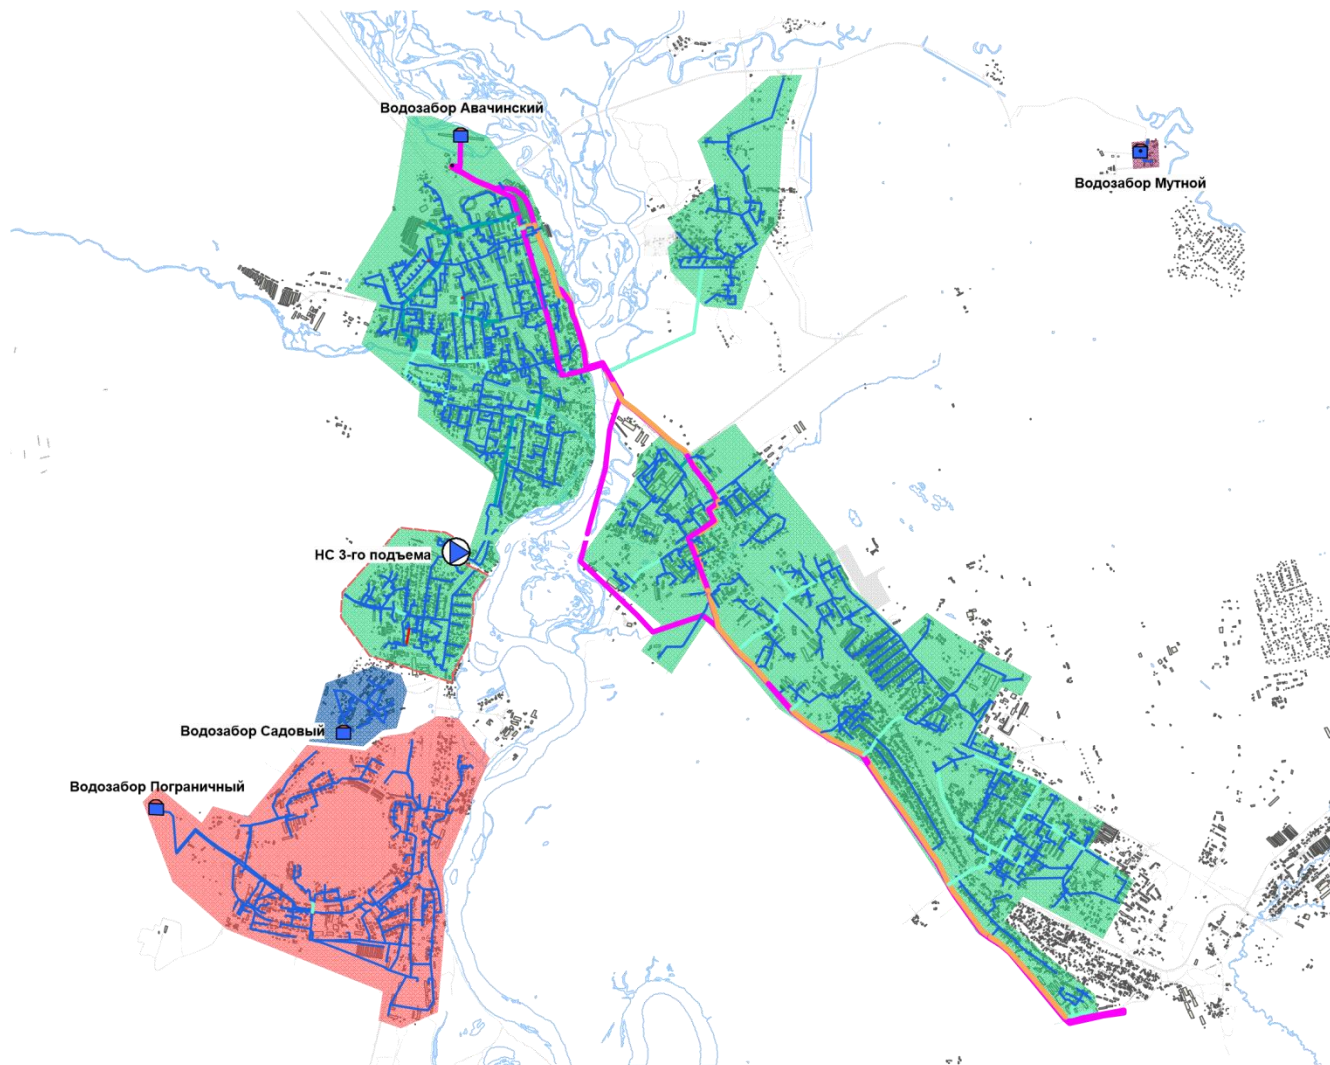 Водозабор Авачинский
Водозабор Мутной
НС 3-го подъема
Водозабор Садовый
Водозабор Пограничный